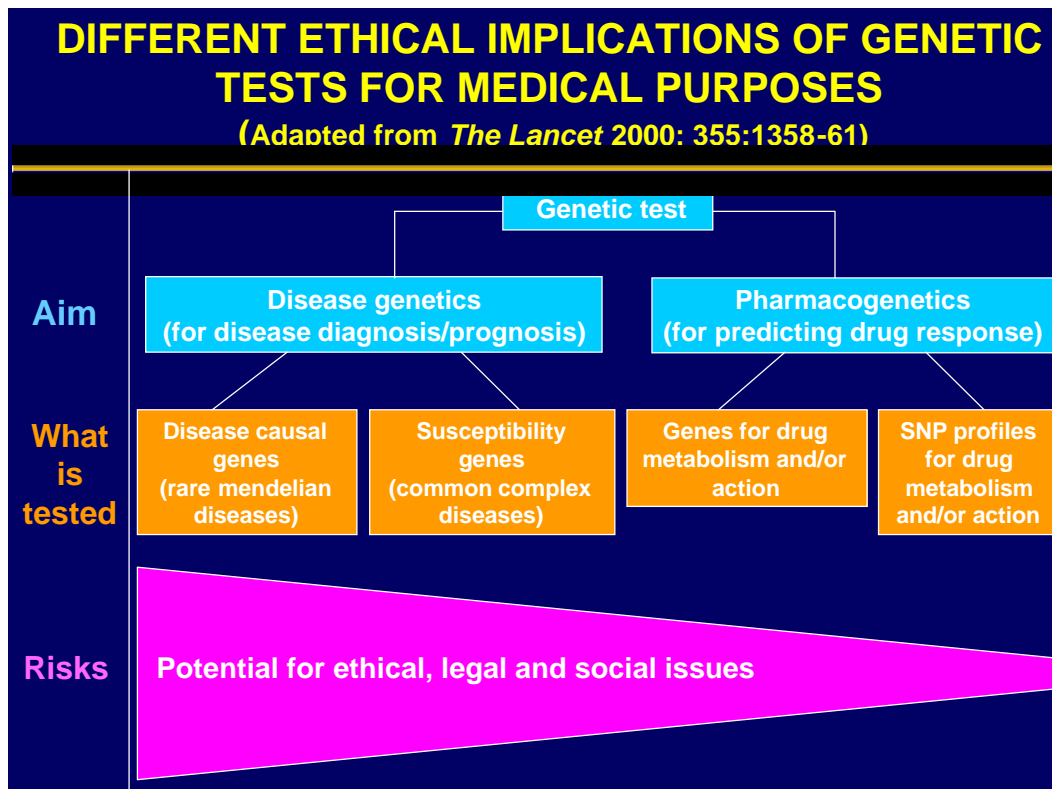 DIFFERENT ETHICAL IMPLICATIONS OF GENETIC
TESTS FOR MEDICAL PURPOSES
(Adapted from The Lancet 2000: 355:1358-61)
Genetic test
Aim
Disease genetics
(for disease diagnosis/prognosis)
Pharmacogenetics
(for predicting drug response)
What
is
tested
Disease causal
genes
(rare mendelian
diseases)
Susceptibility
genes
(common complex
diseases)
Genes for drug
metabolism and/or
action
SNP profiles
for drug
metabolism
and/or action
Risks
Potential for ethical, legal and social issues